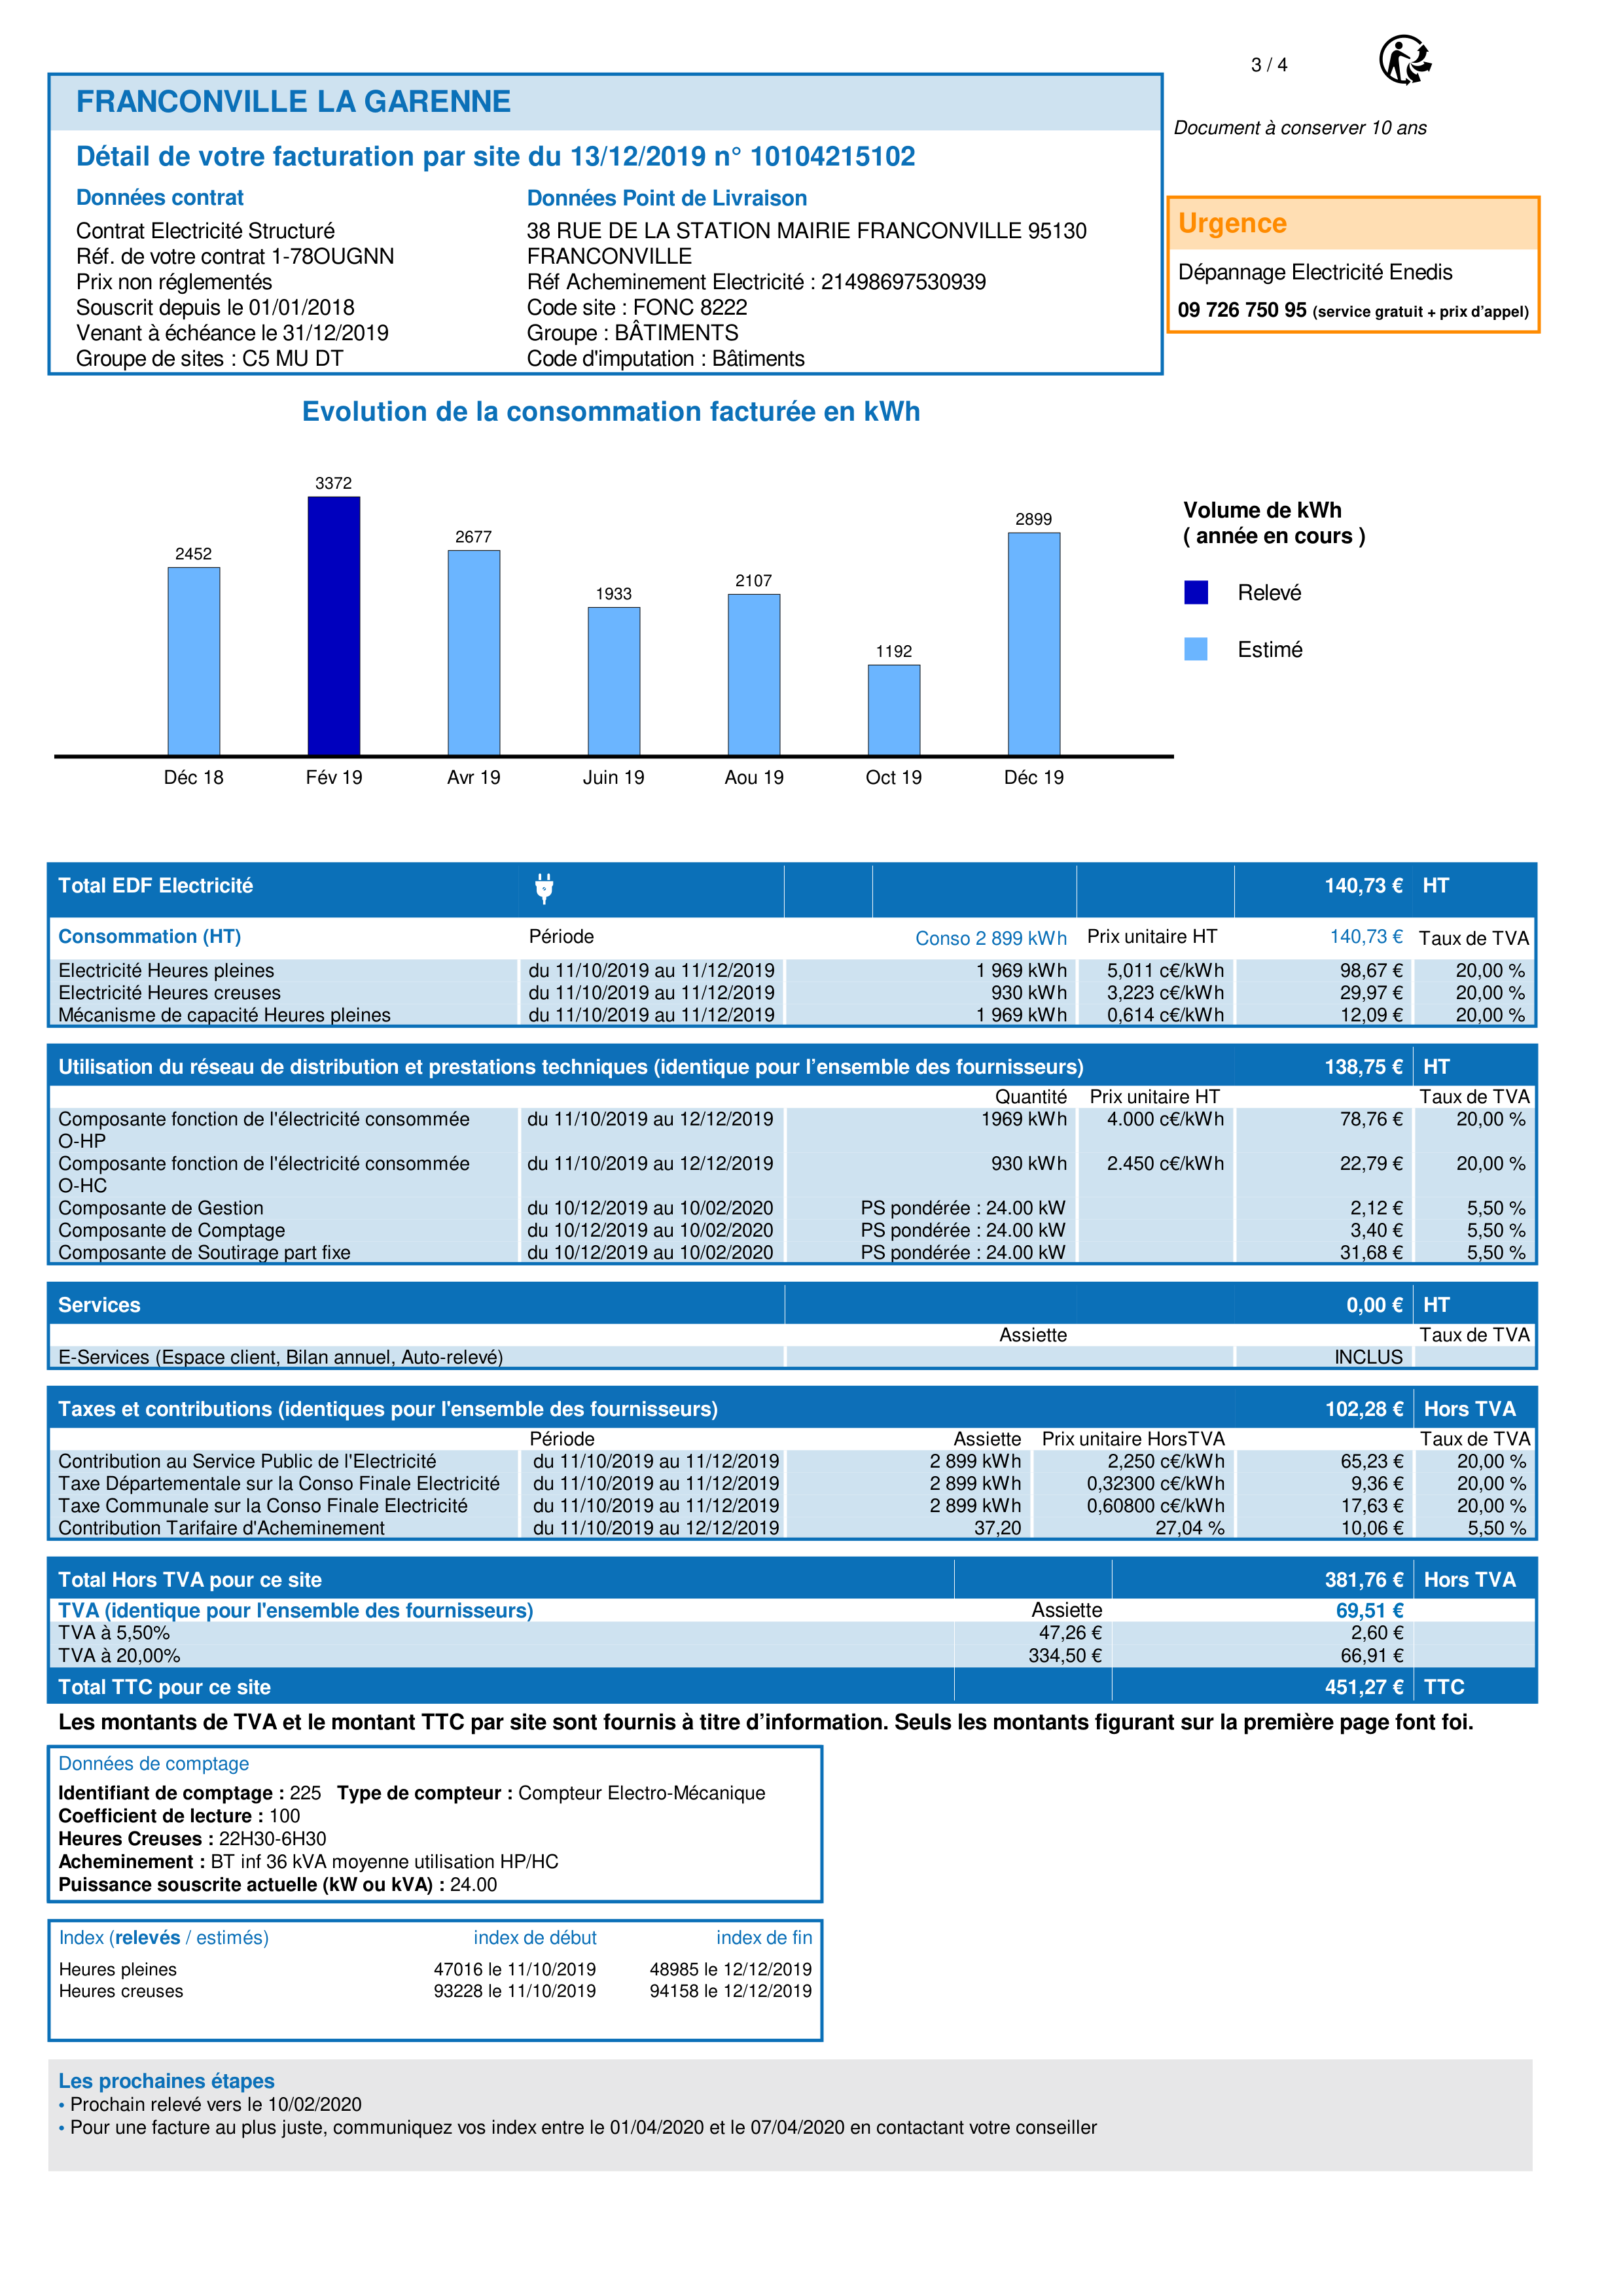 3 / 4
FRANCONVILLE LA GARENNE
Document à conserver 10 ans
Détail de votre facturation par site du 13/12/2019 n° 10104215102
Données contrat
Contrat Electricité Structuré
Réf. de votre contrat 1-78OUGNN
Prix non réglementés
Souscrit depuis le 01/01/2018
Venant à échéance le 31/12/2019
Groupe de sites : C5 MU DT
Données Point de Livraison
38 RUE DE LA STATION MAIRIE FRANCONVILLE 95130
FRANCONVILLE
Réf Acheminement Electricité : 21498697530939
Code site : FONC 8222
Groupe : BÂTIMENTS
Code d'imputation : Bâtiments
Urgence
Dépannage Electricité Enedis
09 726 750 95 (service gratuit + prix d’appel)
Evolution de la consommation facturée en kWh
2452
3372
2677
1933
2107
1192
2899
Déc 18
Fév 19
Avr 19
Juin 19
Aou 19
Oct 19
Déc 19
Volume de kWh
( année en cours )
Relevé
Estimé
Total EDF Electricité 140,73 € HT
Consommation (HT) Période Conso 2 899 kWh Prix unitaire HT 140,73 € Taux de TVA
Electricité Heures pleines du 11/10/2019 au 11/12/2019 1 969 kWh 5,011 c€/kWh 98,67 € 20,00 %
Electricité Heures creuses du 11/10/2019 au 11/12/2019 930 kWh 3,223 c€/kWh 29,97 € 20,00 %
Mécanisme de capacité Heures pleines du 11/10/2019 au 11/12/2019 1 969 kWh 0,614 c€/kWh 12,09 € 20,00 %
Utilisation du réseau de distribution et prestations techniques (identique pour l’ensemble des fournisseurs) 138,75 € HT
Quantité Prix unitaire HT Taux de TVA
Composante fonction de l'électricité consommée du 11/10/2019 au 12/12/2019 1969 kWh 4.000 c€/kWh 78,76 € 20,00 %
O-HP
Composante fonction de l'électricité consommée du 11/10/2019 au 12/12/2019 930 kWh 2.450 c€/kWh 22,79 € 20,00 %
O-HC
Composante de Gestion du 10/12/2019 au 10/02/2020 PS pondérée : 24.00 kW 2,12 € 5,50 %
Composante de Comptage du 10/12/2019 au 10/02/2020 PS pondérée : 24.00 kW 3,40 € 5,50 %
Composante de Soutirage part fixe du 10/12/2019 au 10/02/2020 PS pondérée : 24.00 kW 31,68 € 5,50 %
Services 0,00 € HT
Assiette Taux de TVA
E-Services (Espace client, Bilan annuel, Auto-relevé) INCLUS
Taxes et contributions (identiques pour l'ensemble des fournisseurs) 102,28 € Hors TVA
Période Assiette Prix unitaire HorsTVA Taux de TVA
Contribution au Service Public de l'Electricité du 11/10/2019 au 11/12/2019 2 899 kWh 2,250 c€/kWh 65,23 € 20,00 %
Taxe Départementale sur la Conso Finale Electricité du 11/10/2019 au 11/12/2019 2 899 kWh 0,32300 c€/kWh 9,36 € 20,00 %
Taxe Communale sur la Conso Finale Electricité du 11/10/2019 au 11/12/2019 2 899 kWh 0,60800 c€/kWh 17,63 € 20,00 %
Contribution Tarifaire d'Acheminement du 11/10/2019 au 12/12/2019 37,20 27,04 % 10,06 € 5,50 %
Total Hors TVA pour ce site 381,76 € Hors TVA
TVA (identique pour l'ensemble des fournisseurs) Assiette 69,51 €
TVA à 5,50% 47,26 € 2,60 €
TVA à 20,00% 334,50 € 66,91 €
Total TTC pour ce site 451,27 € TTC
Les montants de TVA et le montant TTC par site sont fournis à titre d’information. Seuls les montants figurant sur la première page font foi.
Données de comptage
Identifiant de comptage : 225 Type de compteur : Compteur Electro-Mécanique
Coefficient de lecture : 100
Heures Creuses : 22H30-6H30
Acheminement : BT inf 36 kVA moyenne utilisation HP/HC
Puissance souscrite actuelle (kW ou kVA) : 24.00
Index (relevés / estimés) index de début index de fin
Heures pleines 47016 le 11/10/2019 48985 le 12/12/2019
Heures creuses 93228 le 11/10/2019 94158 le 12/12/2019
Les prochaines étapes
• Prochain relevé vers le 10/02/2020
• Pour une facture au plus juste, communiquez vos index entre le 01/04/2020 et le 07/04/2020 en contactant votre conseiller